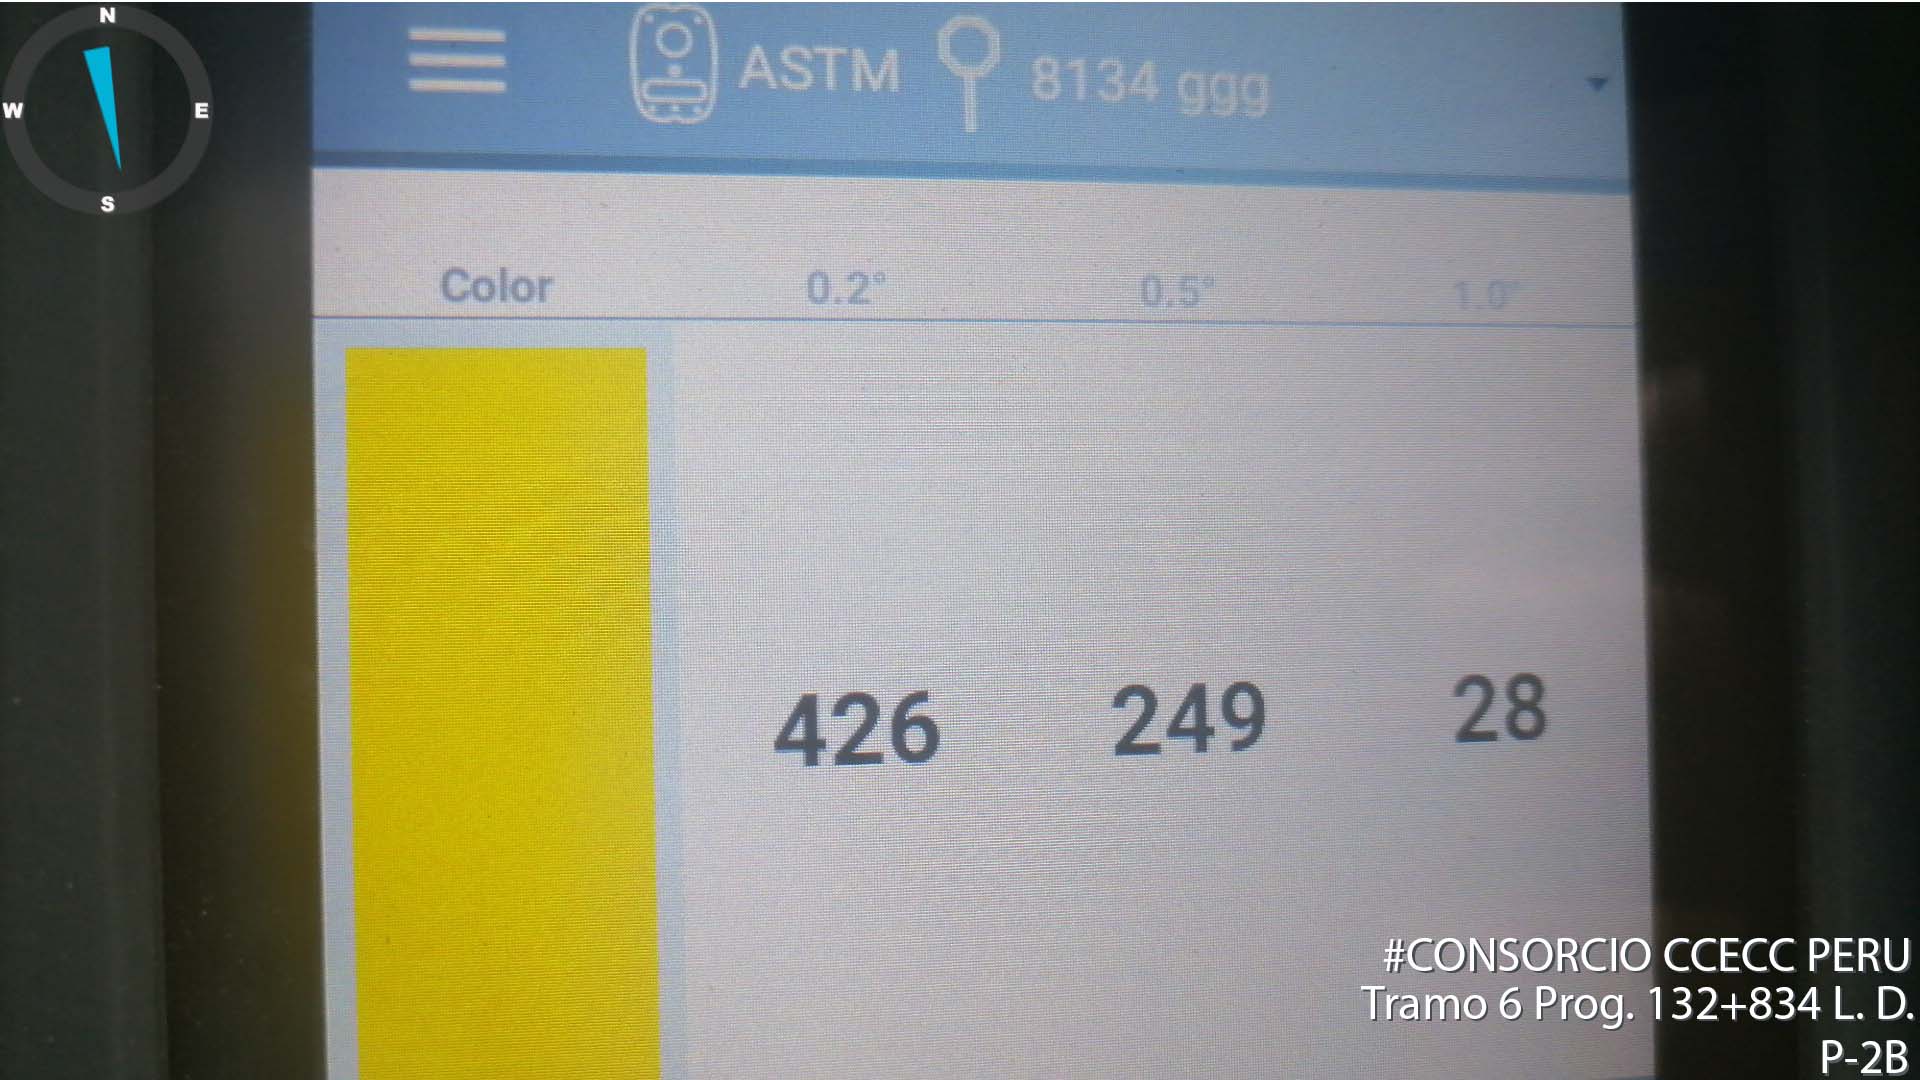 N
W
E
S
ASTM
8134 ggg
Color 0.2° 0.5° 1.0°
426 249 28
#CONSORCIO CCECC PERU
Tramo 6 Prog. 132+834 L. D.
P-2B